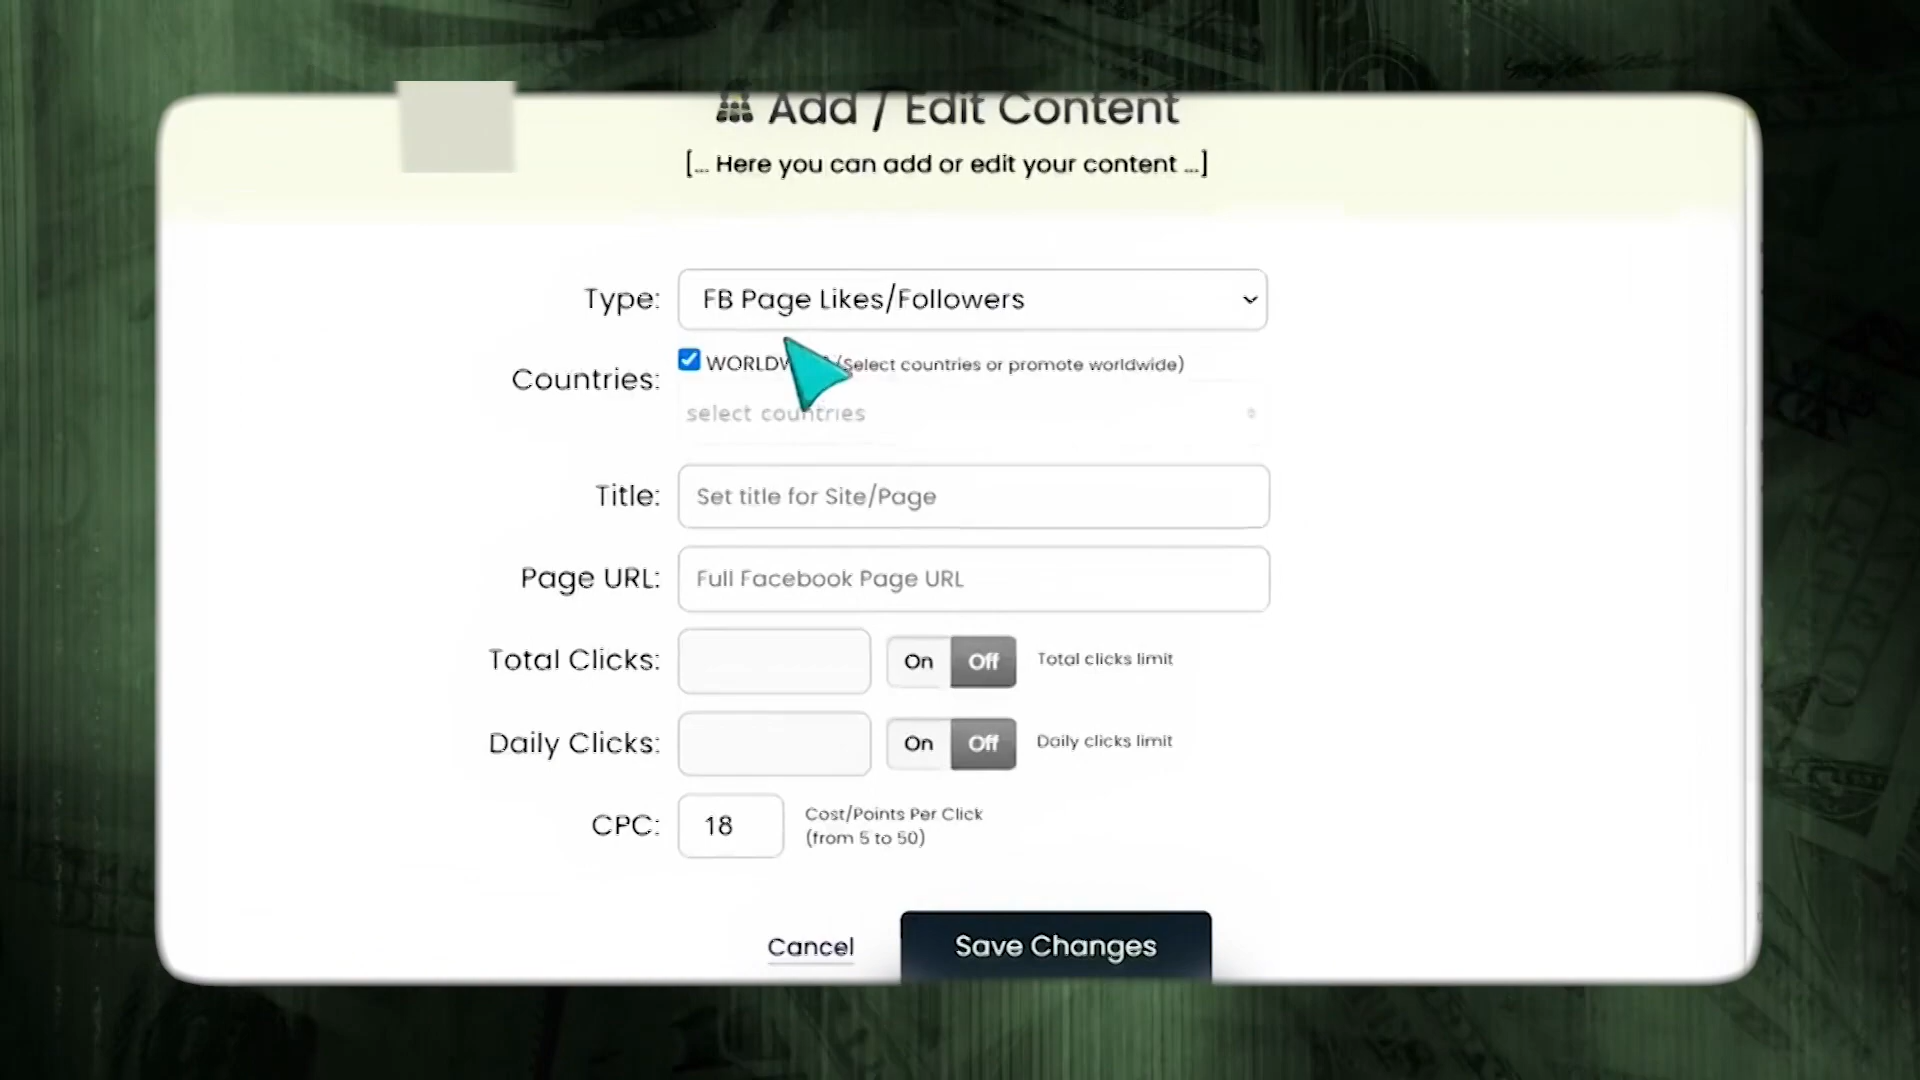 Add / Edit Content
[... Here you can add or edit your content ...]
Type: FB Page Likes/Followers
(Select countries or promote worldwide)
Countries:
select countries
Title: Set title for Site/Page
Page URL: Full Facebook Page URL
Total Clicks: On Off Total clicks limit
Daily Clicks: On Off Daily clicks limit
CPC: 18 Cost/Points Per Click
(from 5 to 50)
Cancel Save Changes